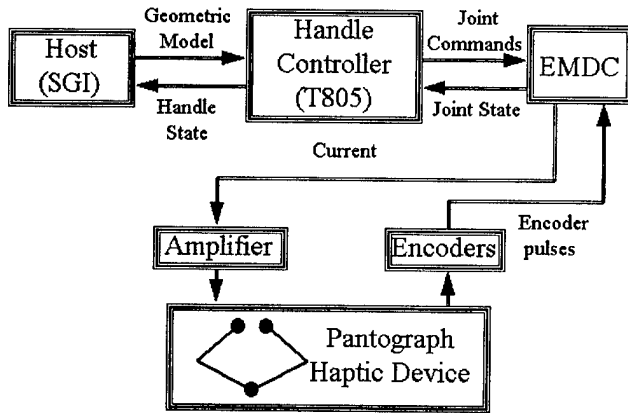 Host
(SGI)
Geometric
Model
Handle
State
Handle
Controller
(T805)
Joint
Commands
Joint State
EMDC
Current
Amplifier
Encoders
Encoder
pulses
Pantograph
Haptic Device